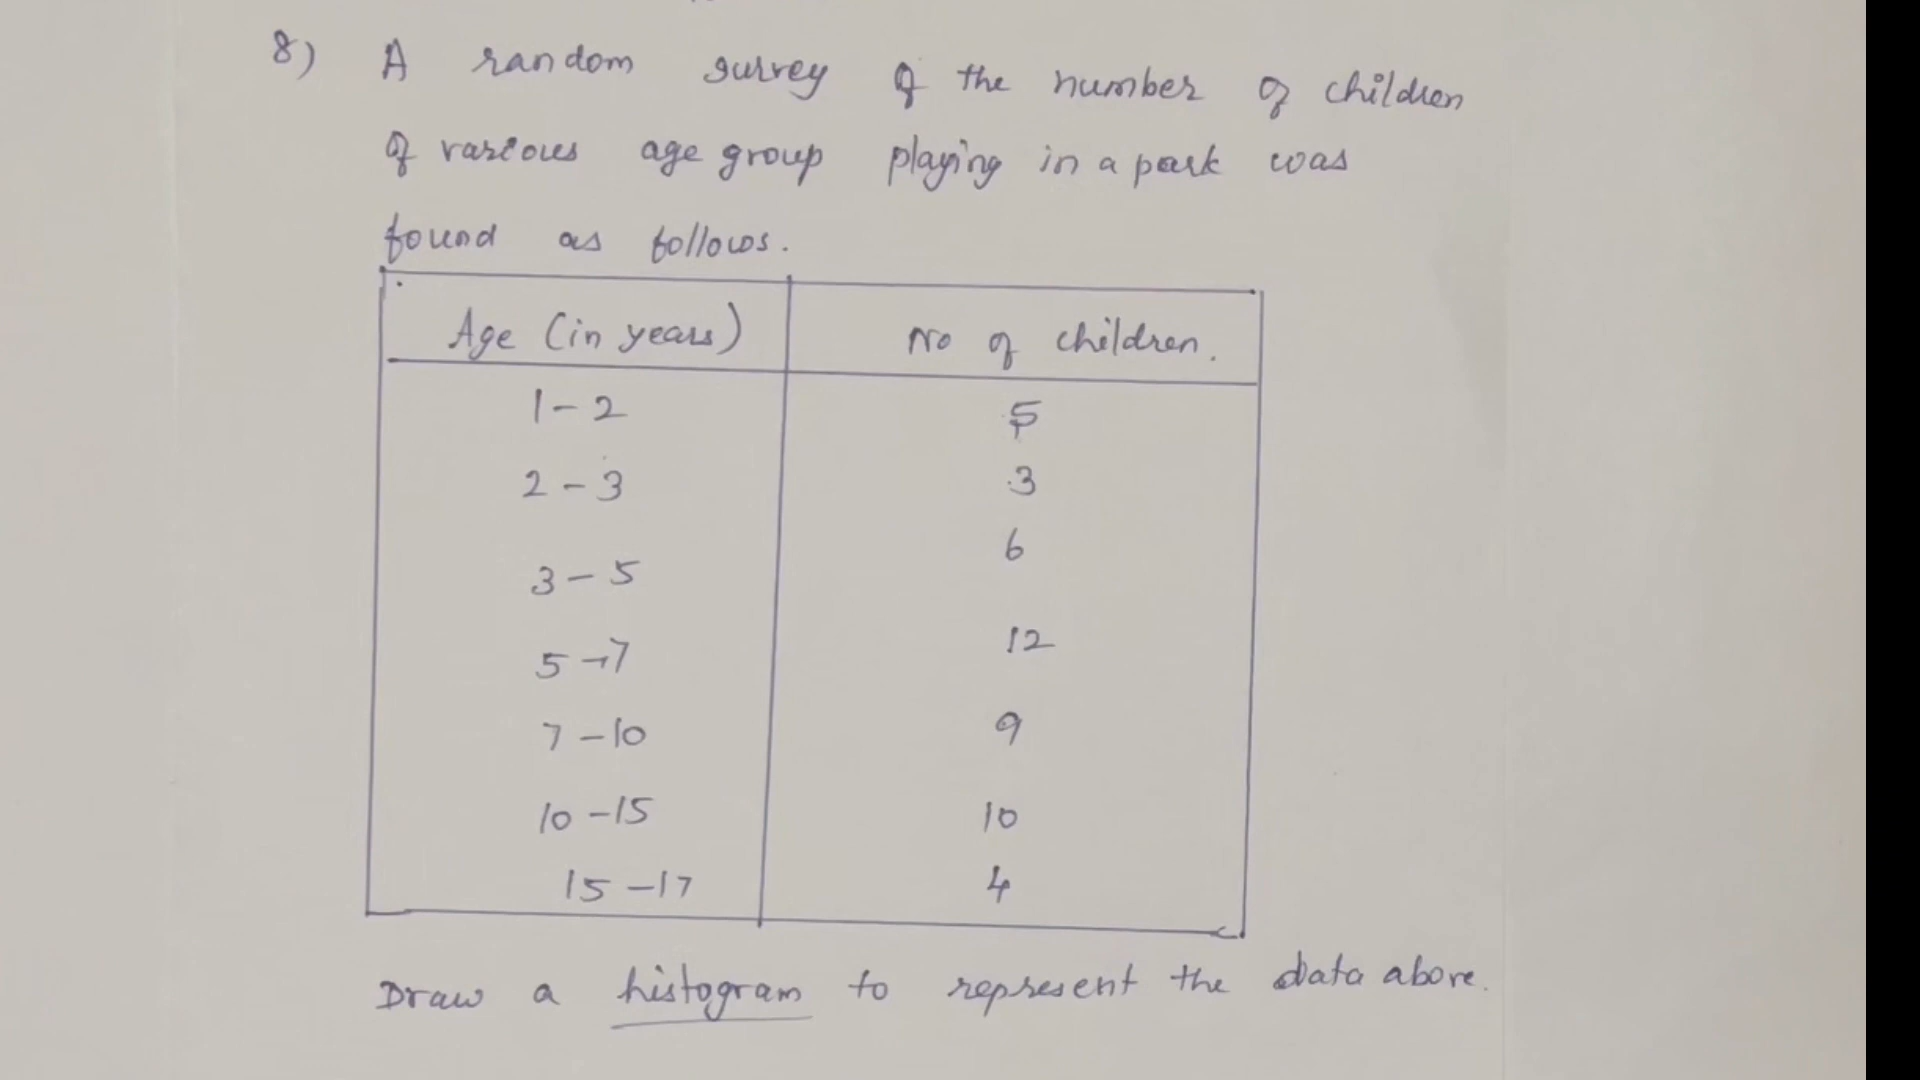 8) A random survey of the number of children
of various age group playing in a park was
found as follows.
Age (in years) No of children.
1-2 5
2-3 3
3-5 6
5-7 12
7-10 9
10-15 10
15-17 4
Draw a histogram to represent the data above.